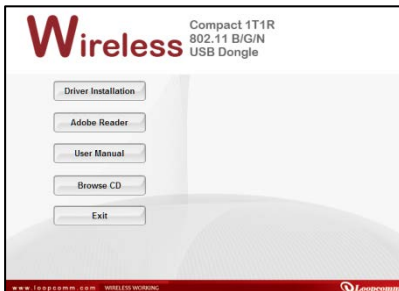 Wireless
Compact 1T1R
802.11 B/G/N
USB Dongle
Driver Installation
Adobe Reader
User Manual
Browse CD
Exit
www.loopcomm.com WIRELESS WORKING
Loopcomm